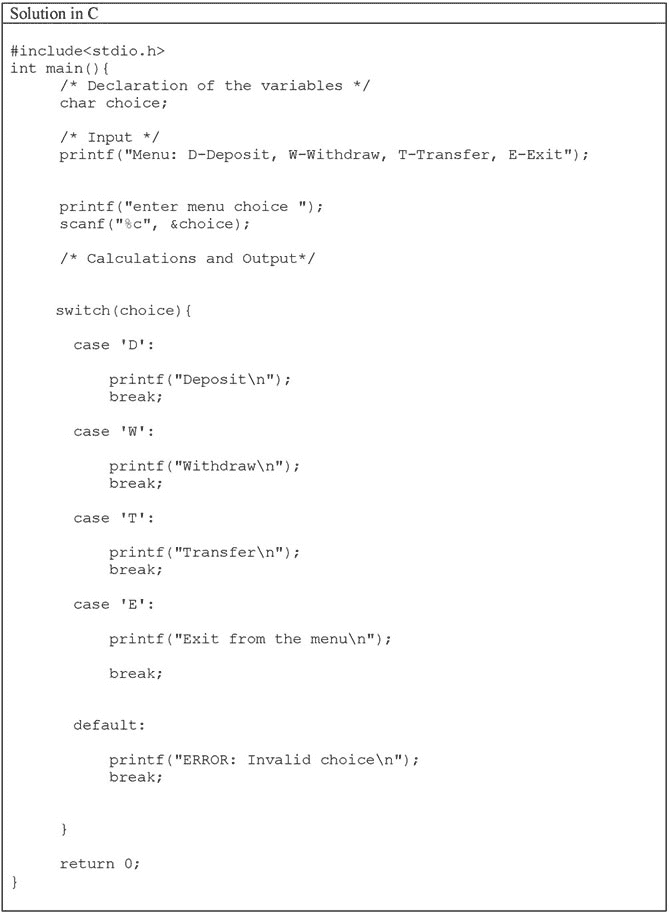 Solution in C
#include<stdio.h>
int main(){
/* Declaration of the variables */
char choice;
/* Input */
printf("Menu: D-Deposit, W-Withdraw, T-Transfer, E-Exit");
printf("enter menu choice ");
scanf("%c", &choice);
/* Calculations and Output*/
switch(choice){
case 'D':
printf("Deposit\n");
break;
case 'W':
printf("Withdraw\n");
break;
case 'T':
printf("Transfer\n");
break;
case 'E':
printf("Exit from the menu\n");
break;
default:
printf("ERROR: Invalid choice\n");
break;
}
return 0;
}